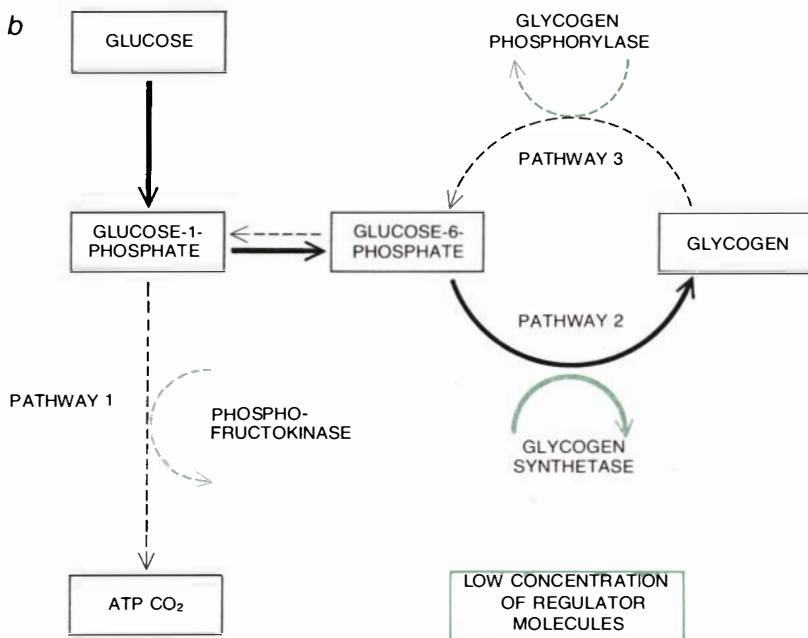 b
GLUCOSE
GLYCOGEN
PHOSPHORYLASE
PATHWAY 3
GLUCOSE-1-
PHOSPHATE
GLUCOSE-6-
PHOSPHATE
GLYCOGEN
PATHWAY 2
PATHWAY 1
PHOSPHO-
FRUCTOKINASE
GLYCOGEN
SYNTHETASE
ATP CO₂
LOW CONCENTRATION
OF REGULATOR
MOLECULES